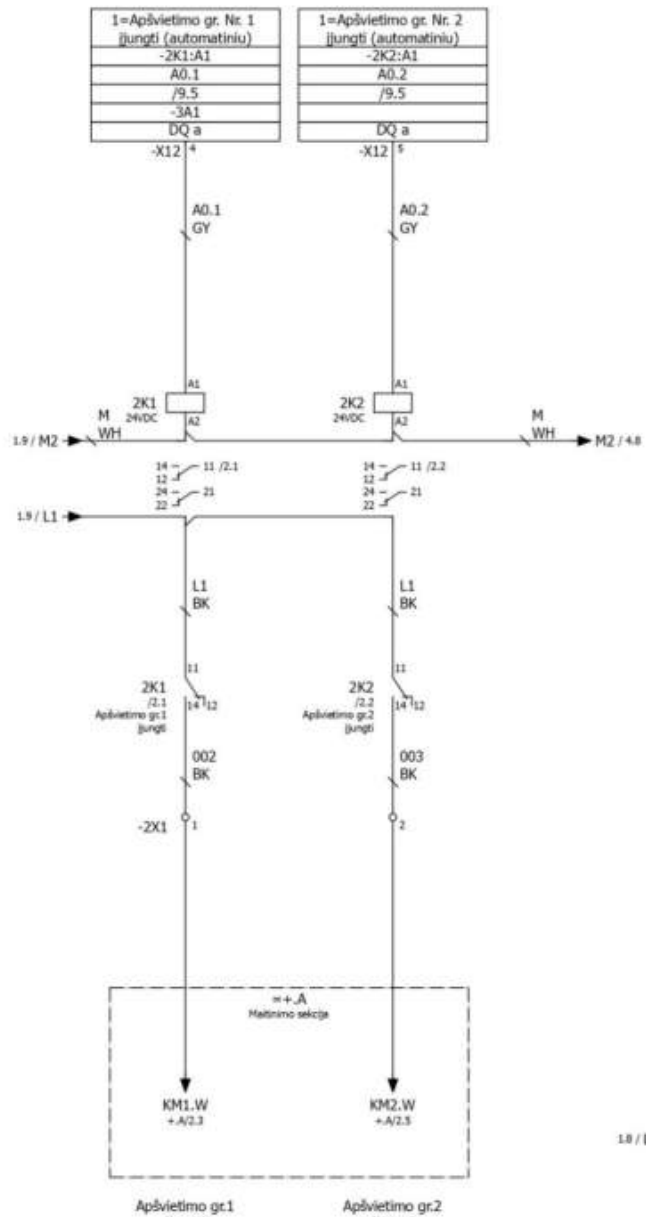 1=Apšvietimo gr. Nr. 1
įjungti (automatiniu)
-2K1:A1
A0.1
/9.5
-3A1
DQ a
-X12 4
1=Apšvietimo gr. Nr. 2
įjungti (automatiniu)
-2K2:A1
A0.2
/9.5
DQ a
-X12 5
A0.1
GY
A0.2
GY
A1
2K1
24VDC
A2
A1
2K2
24VDC
A2
1.9 / M2
M
WH
M
WH
M2 / 4.8
14 11 /2.1
12
24 21
22
14 11 /2.2
12
24 21
22
1.9 / L1
L1
BK
L1
BK
11
2K1
/2.1
14 12
Apšvietimo gr.1
įjungti
11
2K2
/2.2
14 12
Apšvietimo gr.2
įjungti
002
BK
003
BK
-2X1 1
2
=+.A
Maitinimo sekcija
KM1.W
+.A/2.3
KM2.W
+.A/2.5
1.8 /
Apšvietimo gr.1
Apšvietimo gr.2